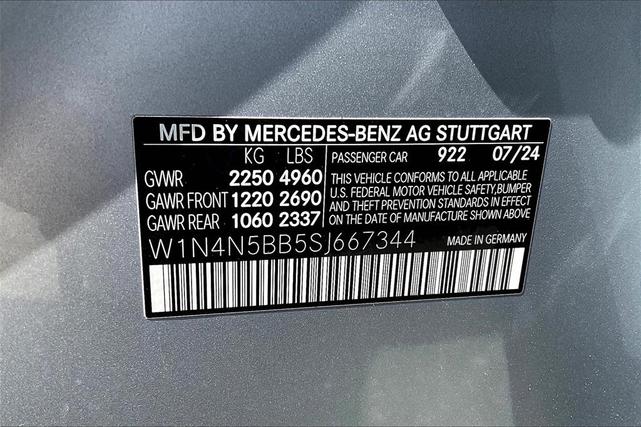 MFD BY MERCEDES-BENZ AG STUTTGART
KG LBS
GVWR 2250 4960
GAWR FRONT 1220 2690
GAWR REAR 1060 2337
PASSENGER CAR 922 07/24
THIS VEHICLE CONFORMS TO ALL APPLICABLE
U.S. FEDERAL MOTOR VEHICLE SAFETY, BUMPER
AND THEFT PREVENTION STANDARDS IN EFFECT
ON THE DATE OF MANUFACTURE SHOWN ABOVE
W1N4N5BB5SJ667344 MADE IN GERMANY